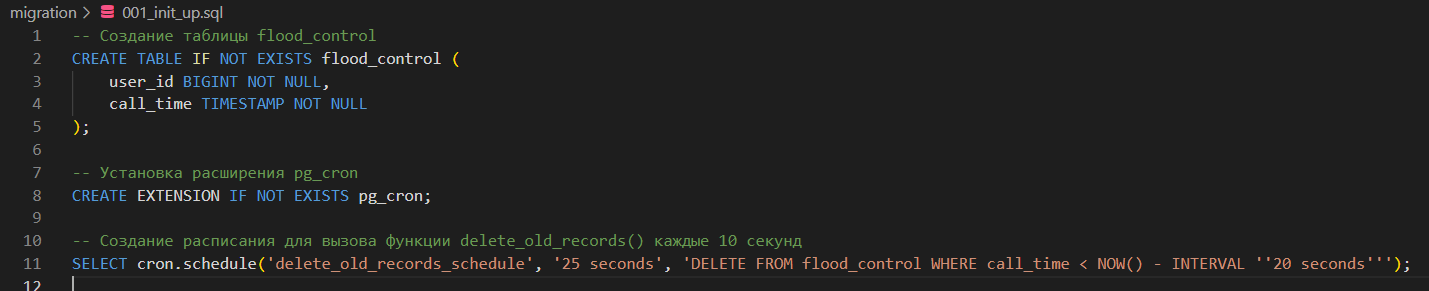 migration > 001_init_up.sql
1 -- Создание таблицы flood_control
2 CREATE TABLE IF NOT EXISTS flood_control (
3 user_id BIGINT NOT NULL,
4 call_time TIMESTAMP NOT NULL
5 );
6
7 -- Установка расширения pg_cron
8 CREATE EXTENSION IF NOT EXISTS pg_cron;
9
10 -- Создание расписания для вызова функции delete_old_records() каждые 10 секунд
11 SELECT cron.schedule('delete_old_records_schedule', '25 seconds', 'DELETE FROM flood_control WHERE call_time < NOW() - INTERVAL ''20 seconds''');
12